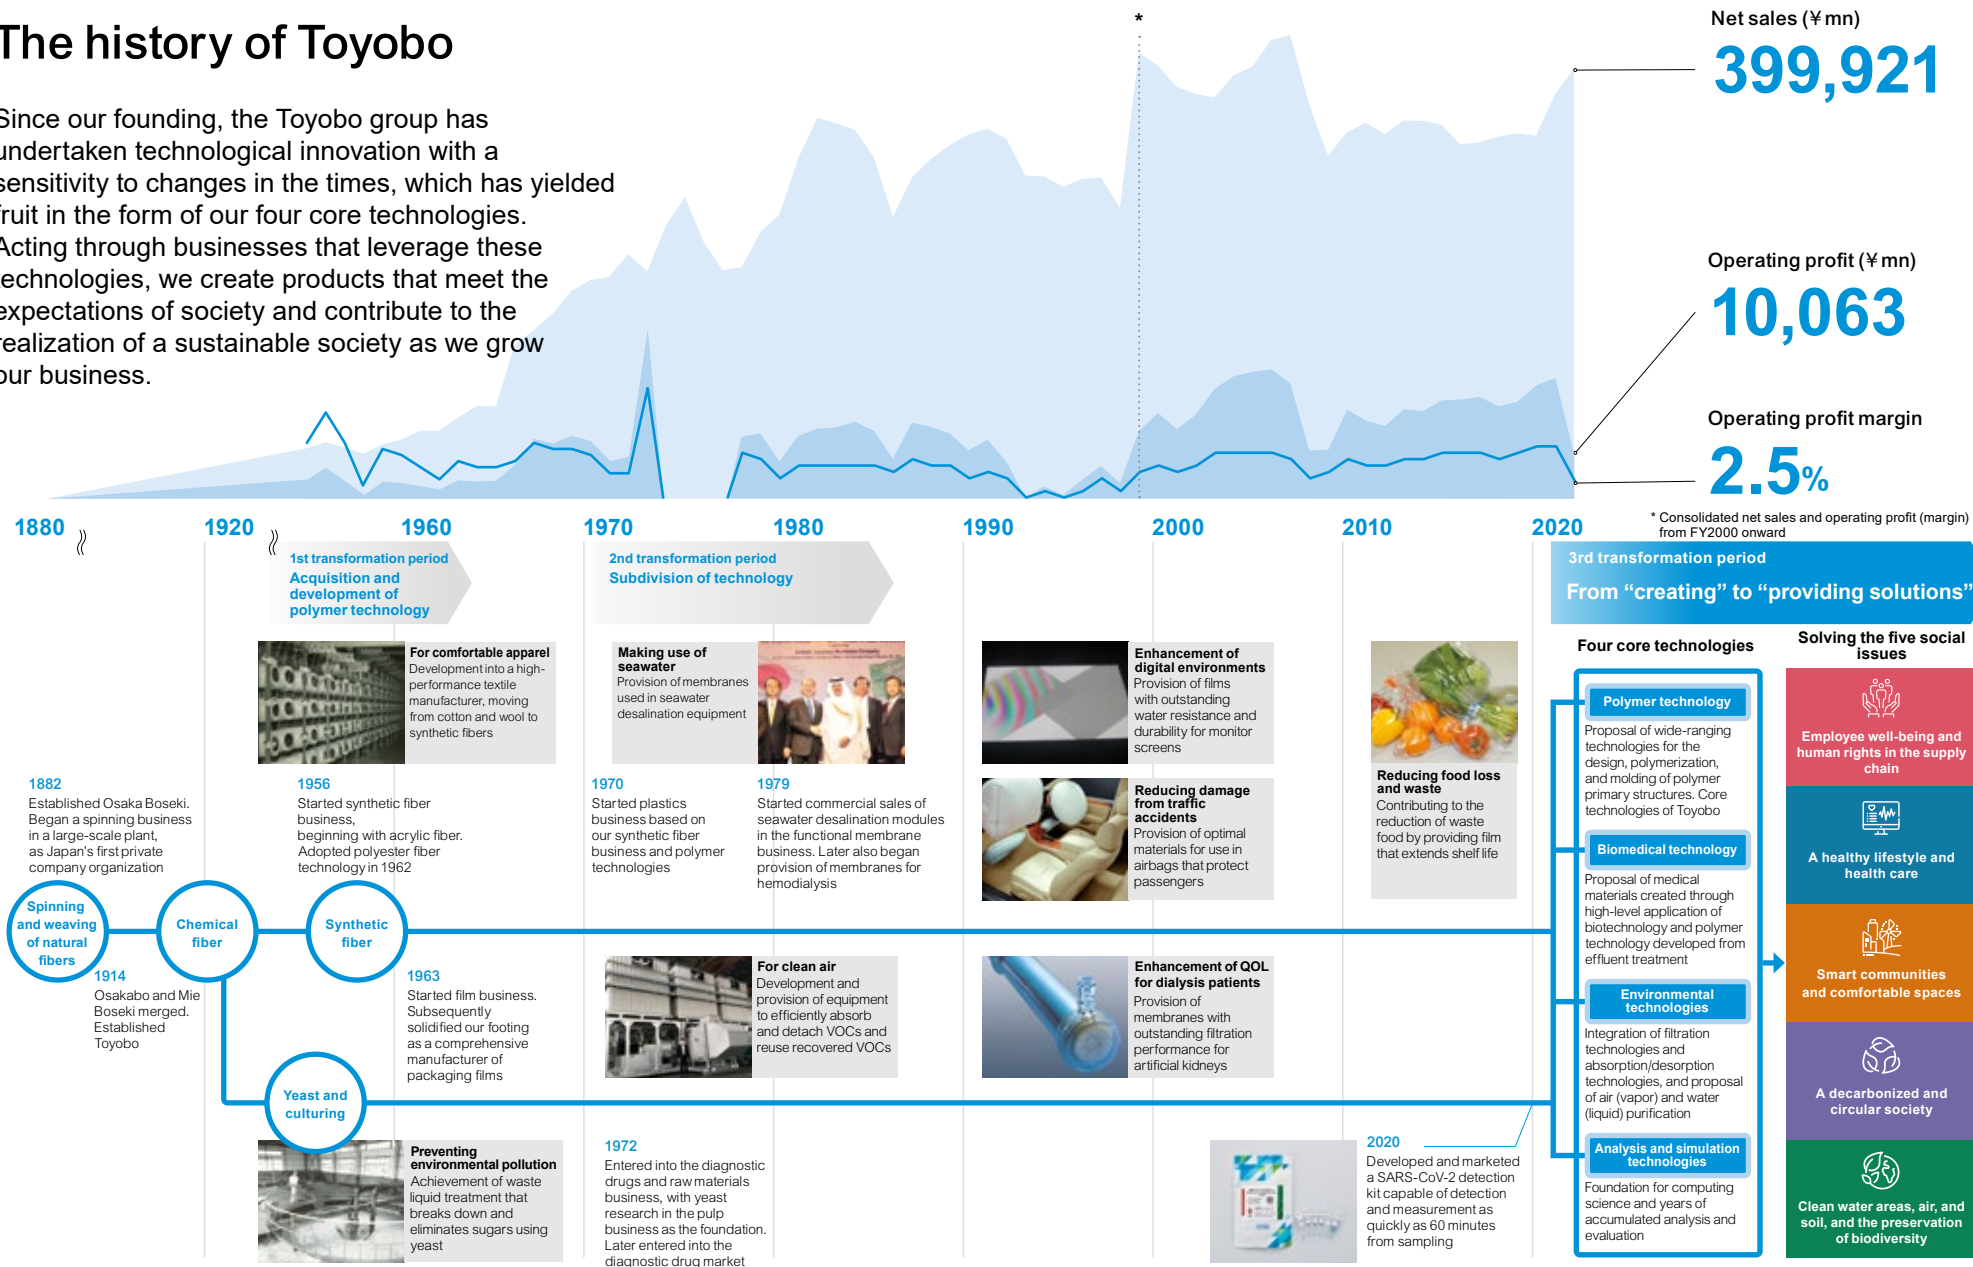 The history of Toyobo
Since our founding, the Toyobo group has
undertaken technological innovation with a
sensitivity to changes in the times, which has yielded
fruit in the form of our four core technologies.
Acting through businesses that leverage these
technologies, we create products that meet the
expectations of society and contribute to the
realization of a sustainable society as we grow
our business.
*
Net sales (¥ mn)
399,921
Operating profit (¥ mn)
10,063
Operating profit margin
2.5%
* Consolidated net sales and operating profit (margin)
from FY2000 onward
1880
1920
1960
1970
1980
1990
2000
2010
2020
1st transformation period
Acquisition and
development of
polymer technology
2nd transformation period
Subdivision of technology
3rd transformation period
From “creating” to “providing solutions”
For comfortable apparel
Development into a high-
performance textile
manufacturer, moving
from cotton and wool to
synthetic fibers
Making use of
seawater
Provision of membranes
used in seawater
desalination equipment
Enhancement of
digital environments
Provision of films
with outstanding
water resistance and
durability for monitor
screens
Reducing damage
from traffic
accidents
Provision of optimal
materials for use in
airbags that protect
passengers
Reducing food loss
and waste
Contributing to the
reduction of waste
food by providing film
that extends shelf life
1882
Established Osaka Boseki.
Began a spinning business
in a large-scale plant,
as Japan's first private
company organization
1956
Started synthetic fiber
business,
beginning with acrylic fiber.
Adopted polyester fiber
technology in 1962
1970
Started plastics
business based on
our synthetic fiber
business and polymer
technologies
1979
Started commercial sales of
seawater desalination modules
in the functional membrane
business. Later also began
provision of membranes for
hemodialysis
Spinning
and weaving
of natural
fibers
Chemical
fiber
Synthetic
fiber
1914
Osakabo and Mie
Boseki merged.
Established
Toyobo
1963
Started film business.
Subsequently
solidified our footing
as a comprehensive
manufacturer of
packaging films
For clean air
Development and
provision of equipment
to efficiently absorb
and detach VOCs and
reuse recovered VOCs
Enhancement of QOL
for dialysis patients
Provision of
membranes with
outstanding filtration
performance for
artificial kidneys
Yeast and
culturing
Preventing
environmental pollution
Achievement of waste
liquid treatment that
breaks down and
eliminates sugars using
yeast
1972
Entered into the diagnostic
drugs and raw materials
business, with yeast
research in the pulp
business as the foundation.
Later entered into the
diagnostic drug market
2020
Developed and marketed
a SARS-CoV-2 detection
kit capable of detection
and measurement as
quickly as 60 minutes
from sampling
Four core technologies
Polymer technology
Proposal of wide-ranging
technologies for the
design, polymerization,
and molding of polymer
primary structures. Core
technologies of Toyobo
Biomedical technology
Proposal of medical
materials created through
high-level application of
biotechnology and polymer
technology developed from
effluent treatment
Environmental
technologies
Integration of filtration
technologies and
absorption/desorption
technologies, and proposal
of air (vapor) and water
(liquid) purification
Analysis and simulation
technologies
Foundation for computing
science and years of
accumulated analysis and
evaluation
Solving the five social
issues
Employee well-being and
human rights in the supply
chain
A healthy lifestyle and
health care
Smart communities
and comfortable spaces
A decarbonized and
circular society
Clean water areas, air, and
soil, and the preservation
of biodiversity